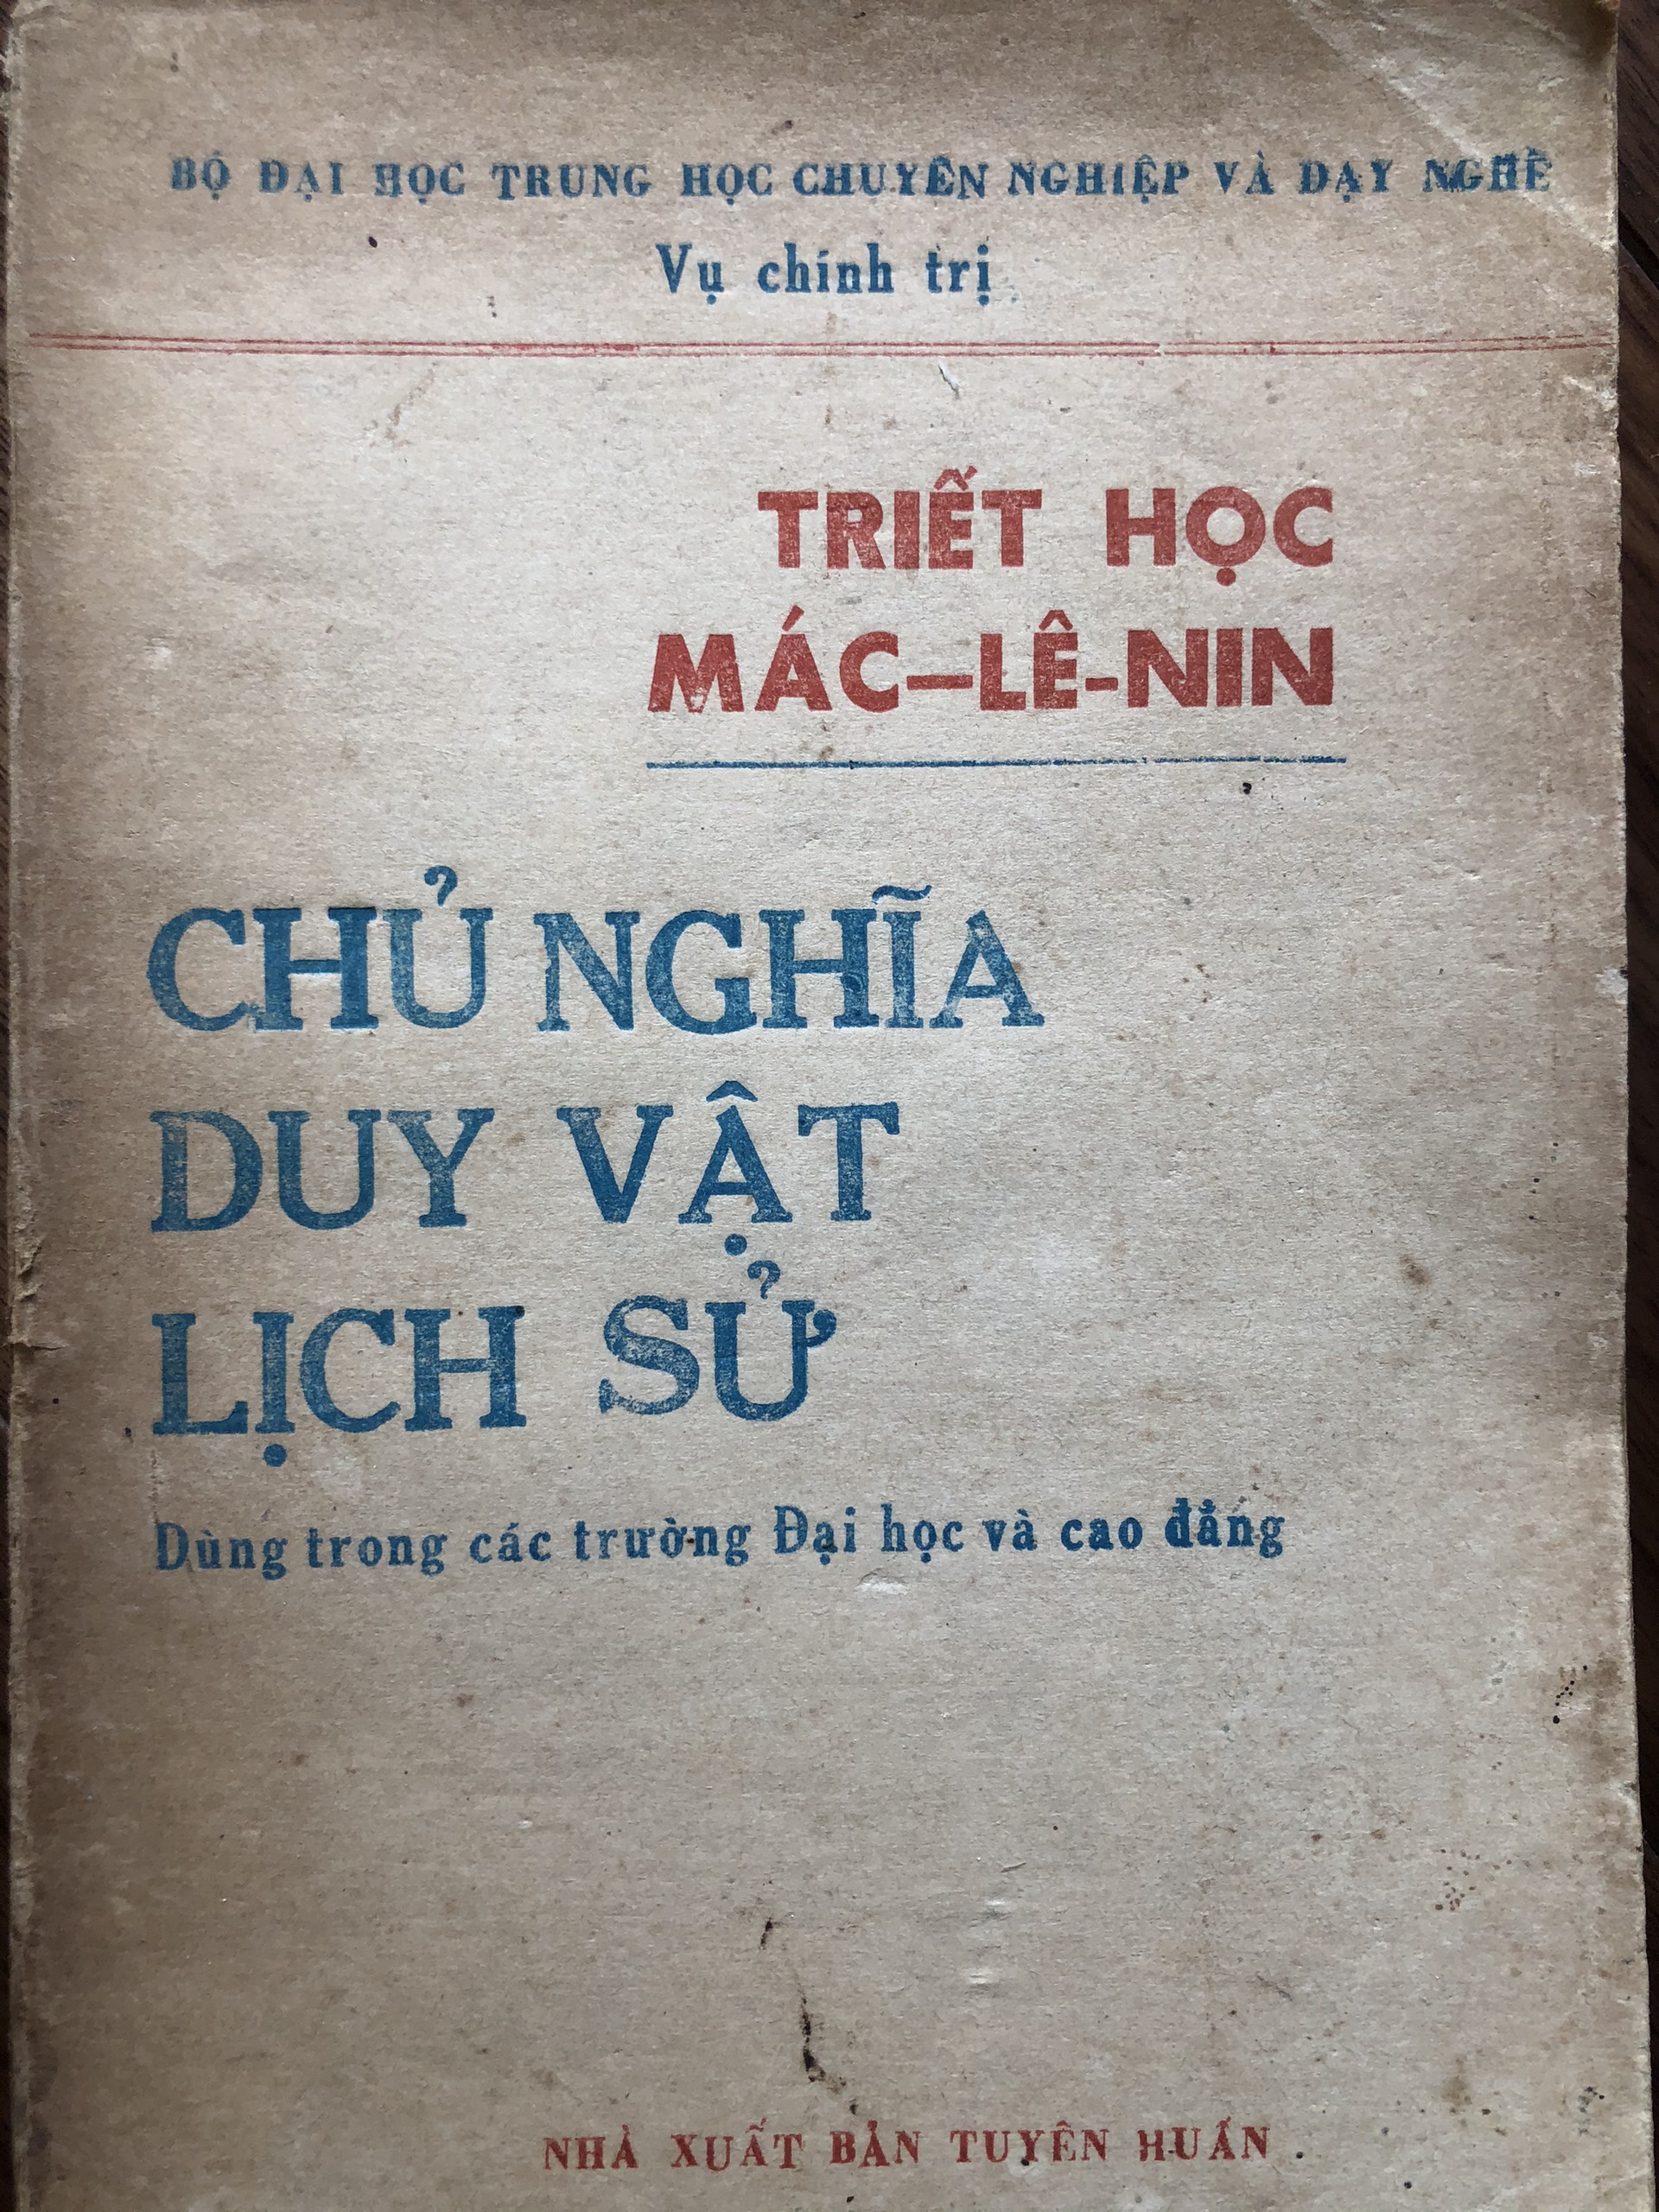 BỘ ĐẠI HỌC TRUNG HỌC CHUYÊN NGHIỆP VÀ DẠY NGHỀ
Vụ chính trị
TRIẾT HỌC
MÁC—LÊ-NIN
CHỦ NGHĨA
DUY VẬT
LỊCH SỬ
Dùng trong các trường Đại học và cao đẳng
NHÀ XUẤT BẢN TUYÊN HUẤN